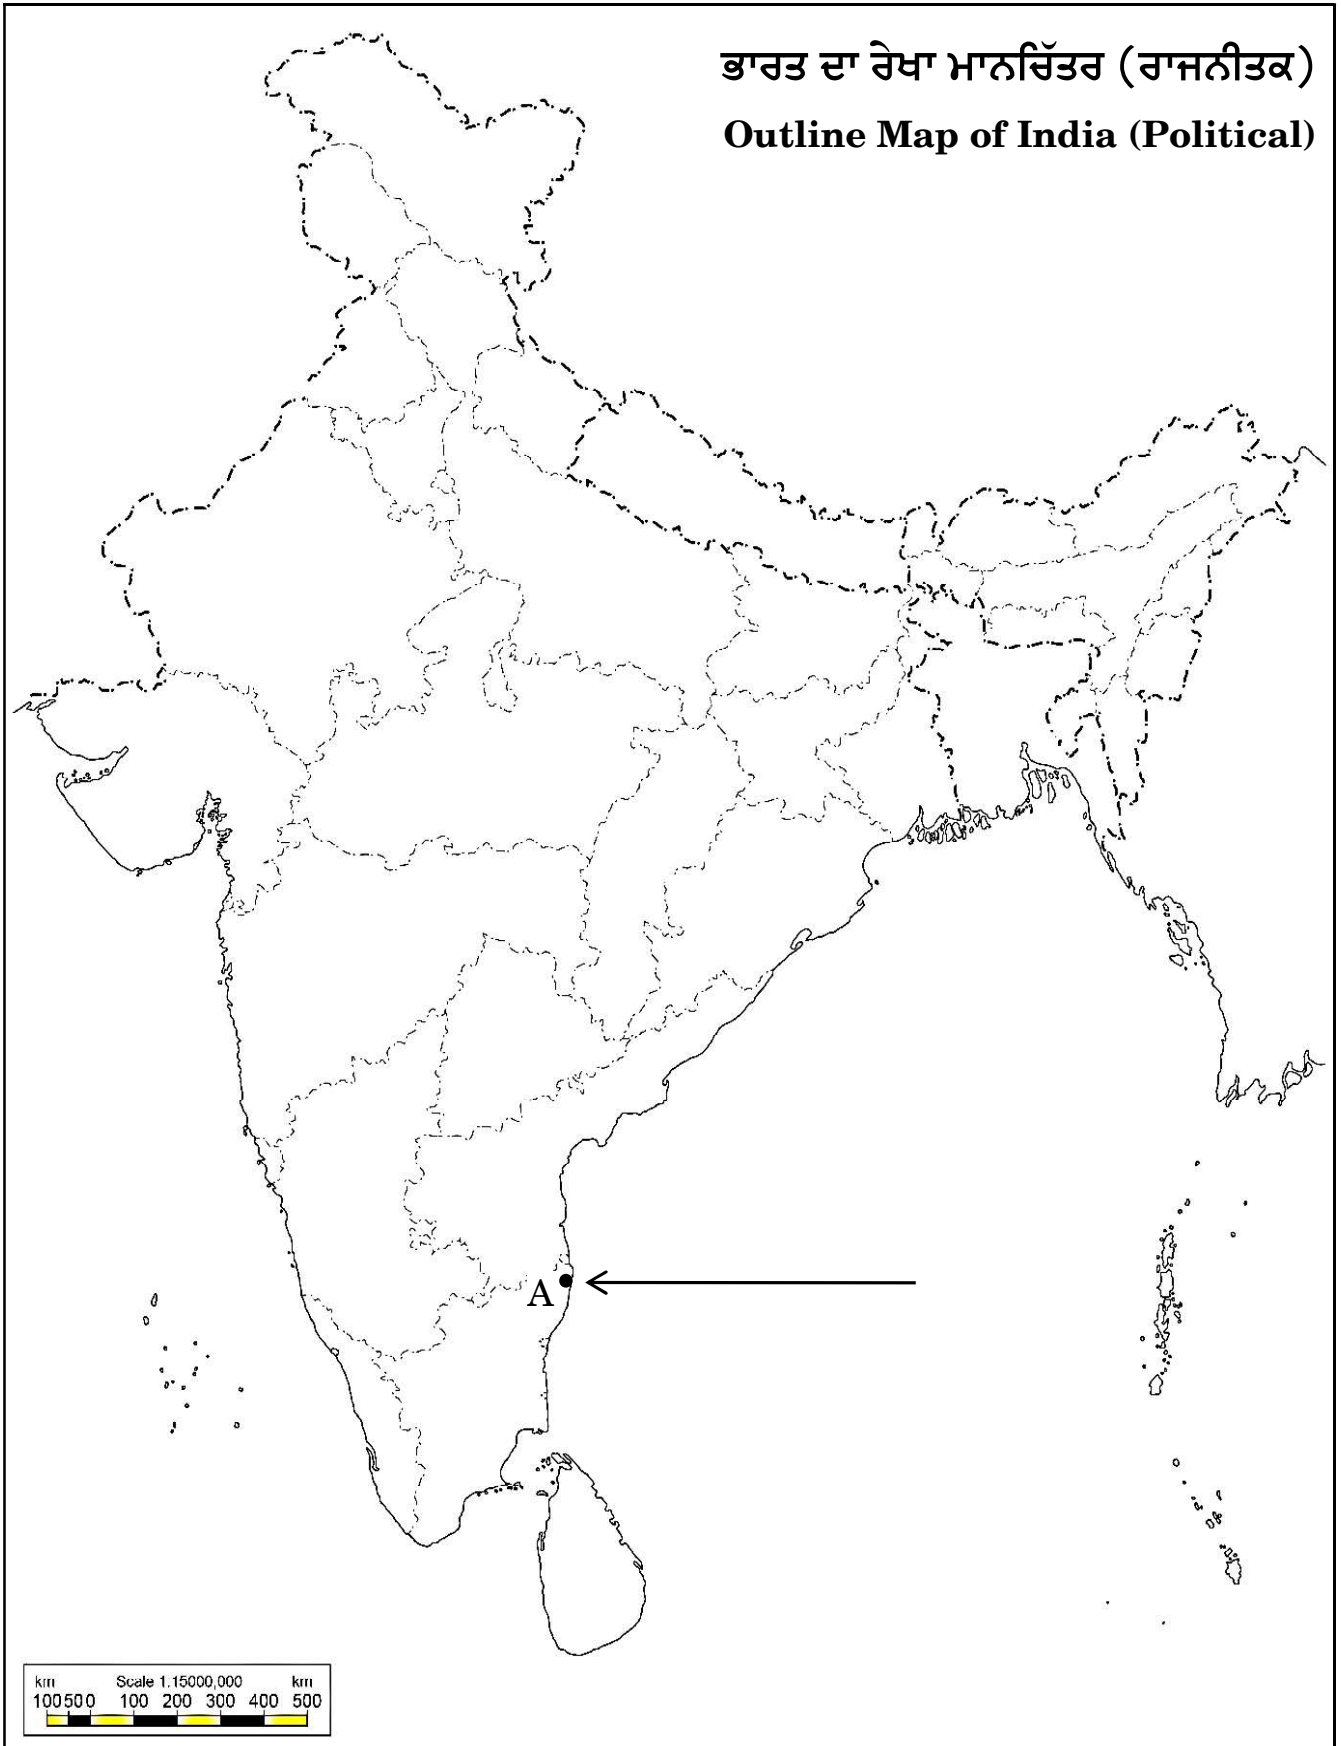 ਭਾਰਤ ਦਾ ਰੇਖਾ ਮਾਨਚਿੱਤਰ (ਰਾਜਨੀਤਕ)
Outline Map of India (Political)
A
km Scale 1:15000,000 km
100 50 0 100 200 300 400 500